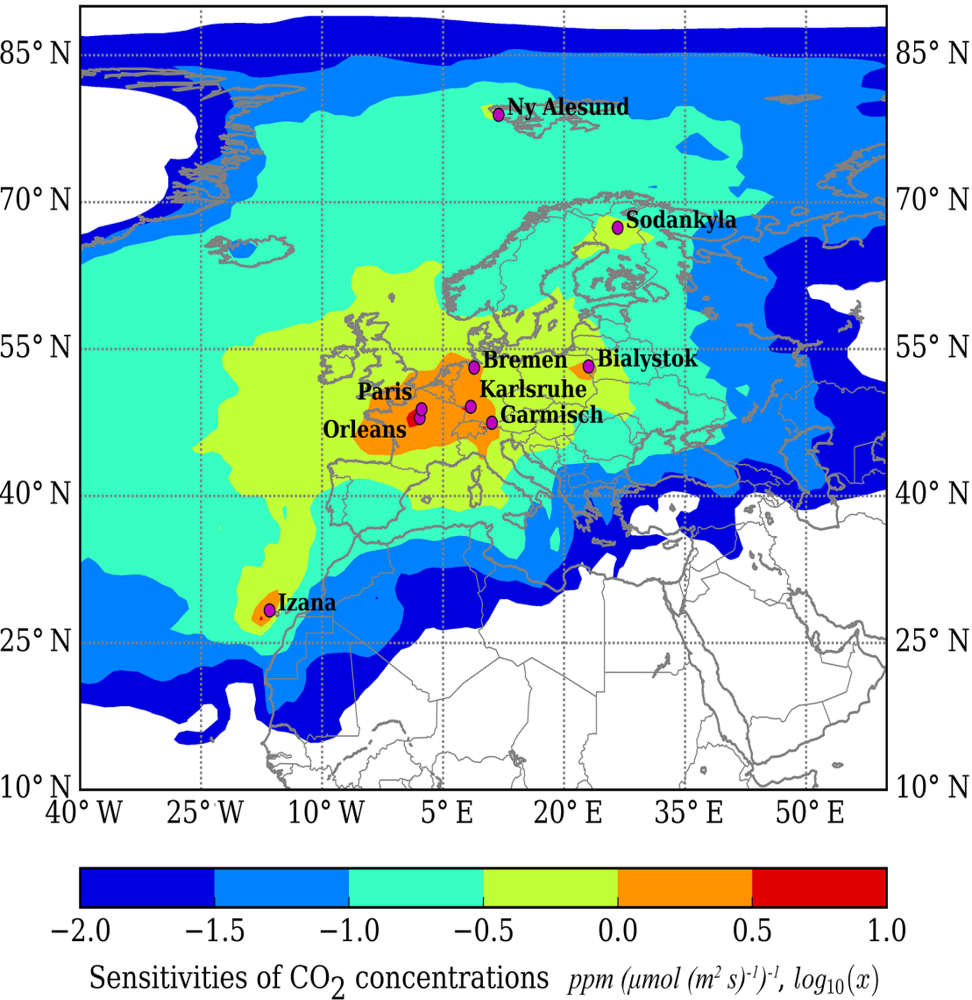 85° N
85° N
Ny Alesund
70° N
70° N
Sodankyla
55° N
55° N
Bremen
Bialystok
Paris
Karlsruhe
Garmisch
Orleans
40° N
40° N
Izana
25° N
25° N
10° N
10° N
40° W 25° W 10° W 5° E 20° E 35° E 50° E
−2.0 −1.5 −1.0 −0.5 0.0 0.5 1.0
Sensitivities of CO₂ concentrations ppm (μmol (m² s)⁻¹)⁻¹, log₁₀(x)